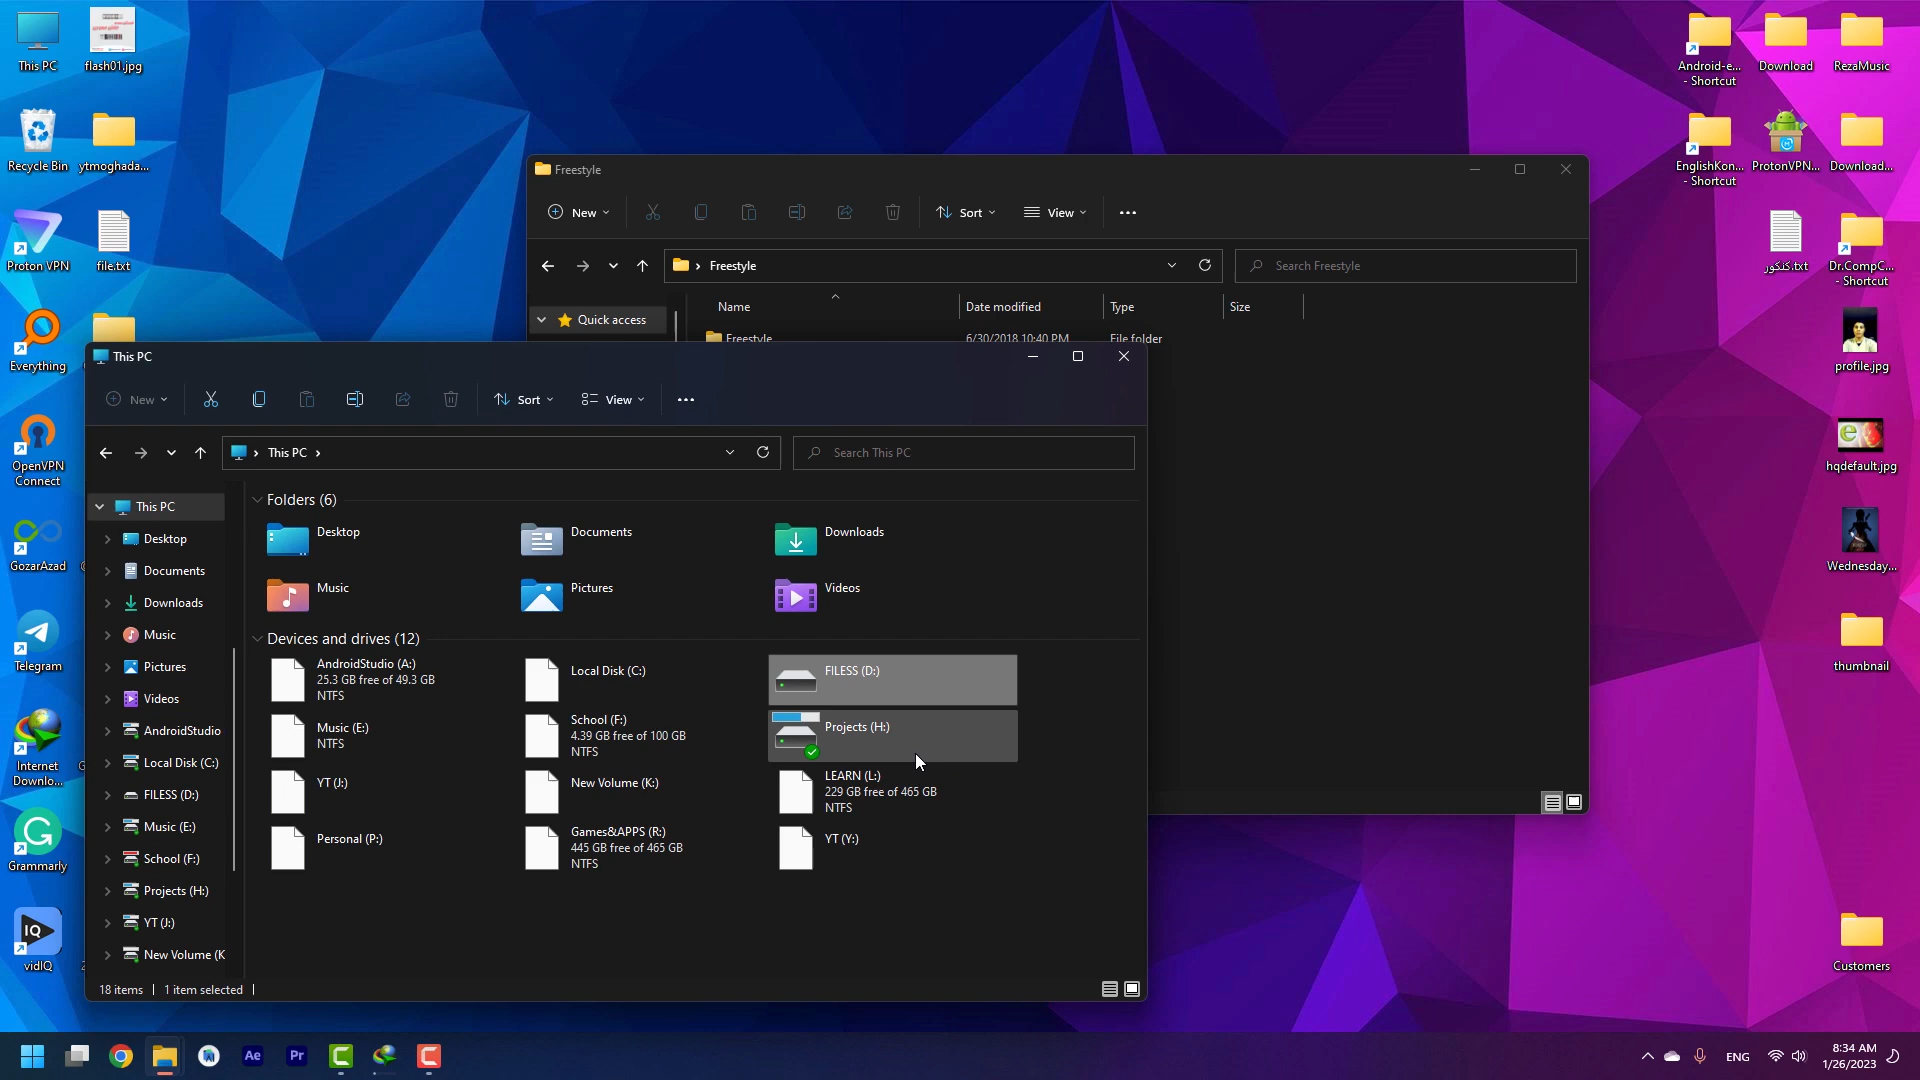 This PC
flash01.jpg
Recycle Bin
ytmoghada...
Proton VPN
file.txt
Everything
OpenVPN
Connect
GozarAzad
Telegram
Internet
Downlo...
Grammarly
vidIQ
IQ
Android-e...
- Shortcut
Download
RezaMusic
EnglishKon...
- Shortcut
ProtonVPN...
Download...
کنکور.txt
Dr.CompC...
- Shortcut
profile.jpg
hqdefault.jpg
Wednesday...
thumbnail
Customers
Freestyle
New
Sort
View
Freestyle
Search Freestyle
Quick access
Name
Date modified
Type
Size
Freestyle
6/30/2018 10:40 PM
File folder
This PC
New
Sort
View
This PC
Search This PC
This PC
Desktop
Documents
Downloads
Music
Pictures
Videos
AndroidStudio
Local Disk (C:)
FILESS (D:)
Music (E:)
School (F:)
Projects (H:)
YT (J:)
New Volume (K
Folders (6)
Desktop
Documents
Downloads
Music
Pictures
Videos
Devices and drives (12)
AndroidStudio (A:)
25.3 GB free of 49.3 GB
NTFS
Local Disk (C:)
FILESS (D:)
Music (E:)
NTFS
School (F:)
4.39 GB free of 100 GB
NTFS
Projects (H:)
YT (J:)
New Volume (K:)
LEARN (L:)
229 GB free of 465 GB
NTFS
Personal (P:)
Games&APPS (R:)
445 GB free of 465 GB
NTFS
YT (Y:)
18 items
1 item selected
Ae
Pr
ENG
8:34 AM
1/26/2023